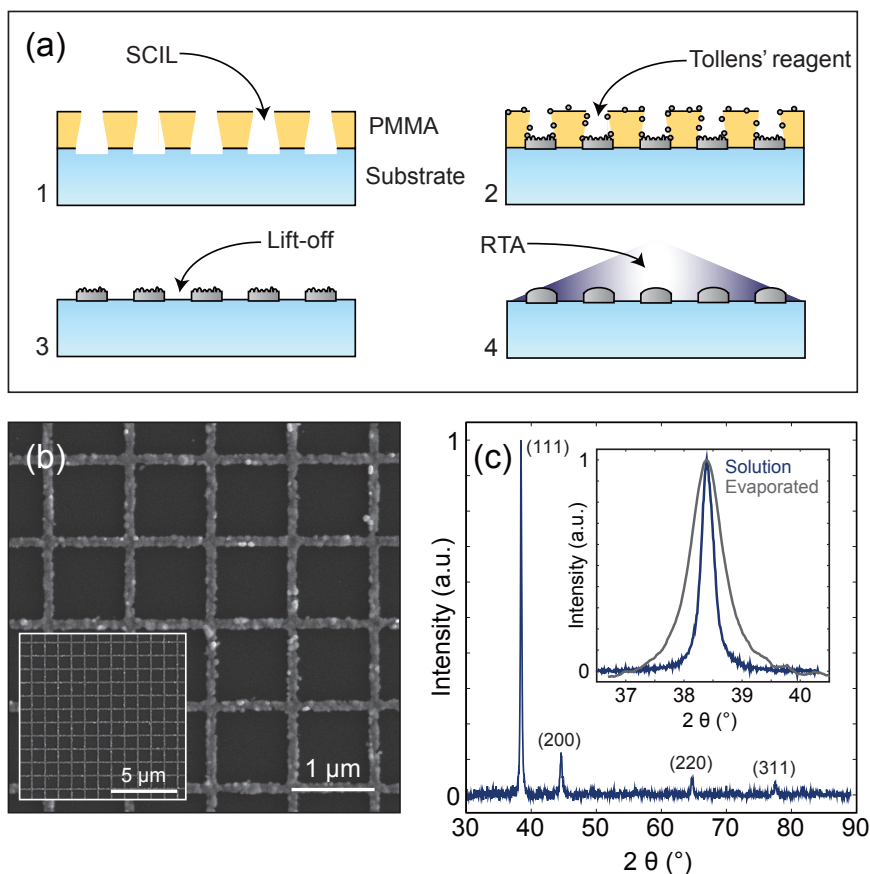 (a)
SCIL
PMMA
Substrate
1
Tollens’ reagent
2
Lift-off
3
RTA
4
(b)
5 µm
1 µm
(c)
1
(111)
(200)
(220)
(311)
0
Intensity (a.u.)
30 40 50 60 70 80 90
2 θ (°)
Solution
Evaporated
1
0
Intensity (a.u.)
37 38 39 40
2 θ (°)